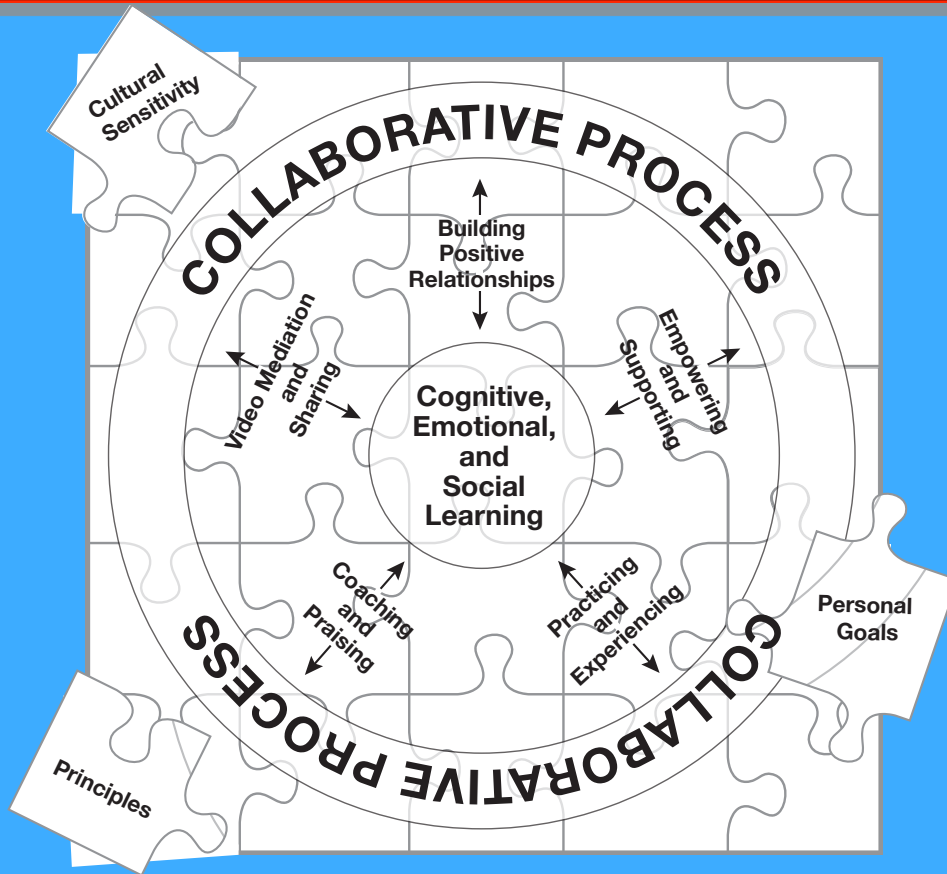 Cultural
Sensitivity
COLLABORATIVE PROCESS
Building
Positive
Relationships
Video Mediation
and
Sharing
Empowering
and
Supporting
Cognitive,
Emotional,
and
Social
Learning
Coaching
and
Praising
Practicing
and
Experiencing
Personal
Goals
COLLABORATIVE PROCESS
Principles